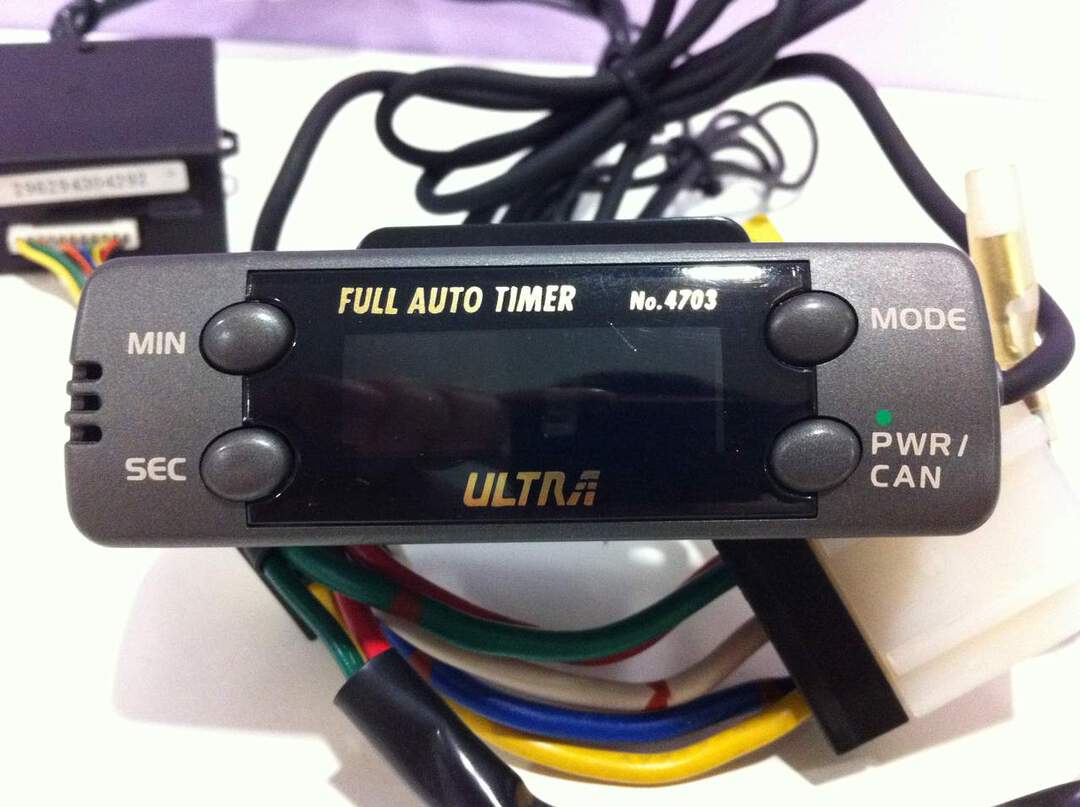 FULL AUTO TIMER No.4703
MIN
MODE
SEC
PWR/
CAN
ULTRA